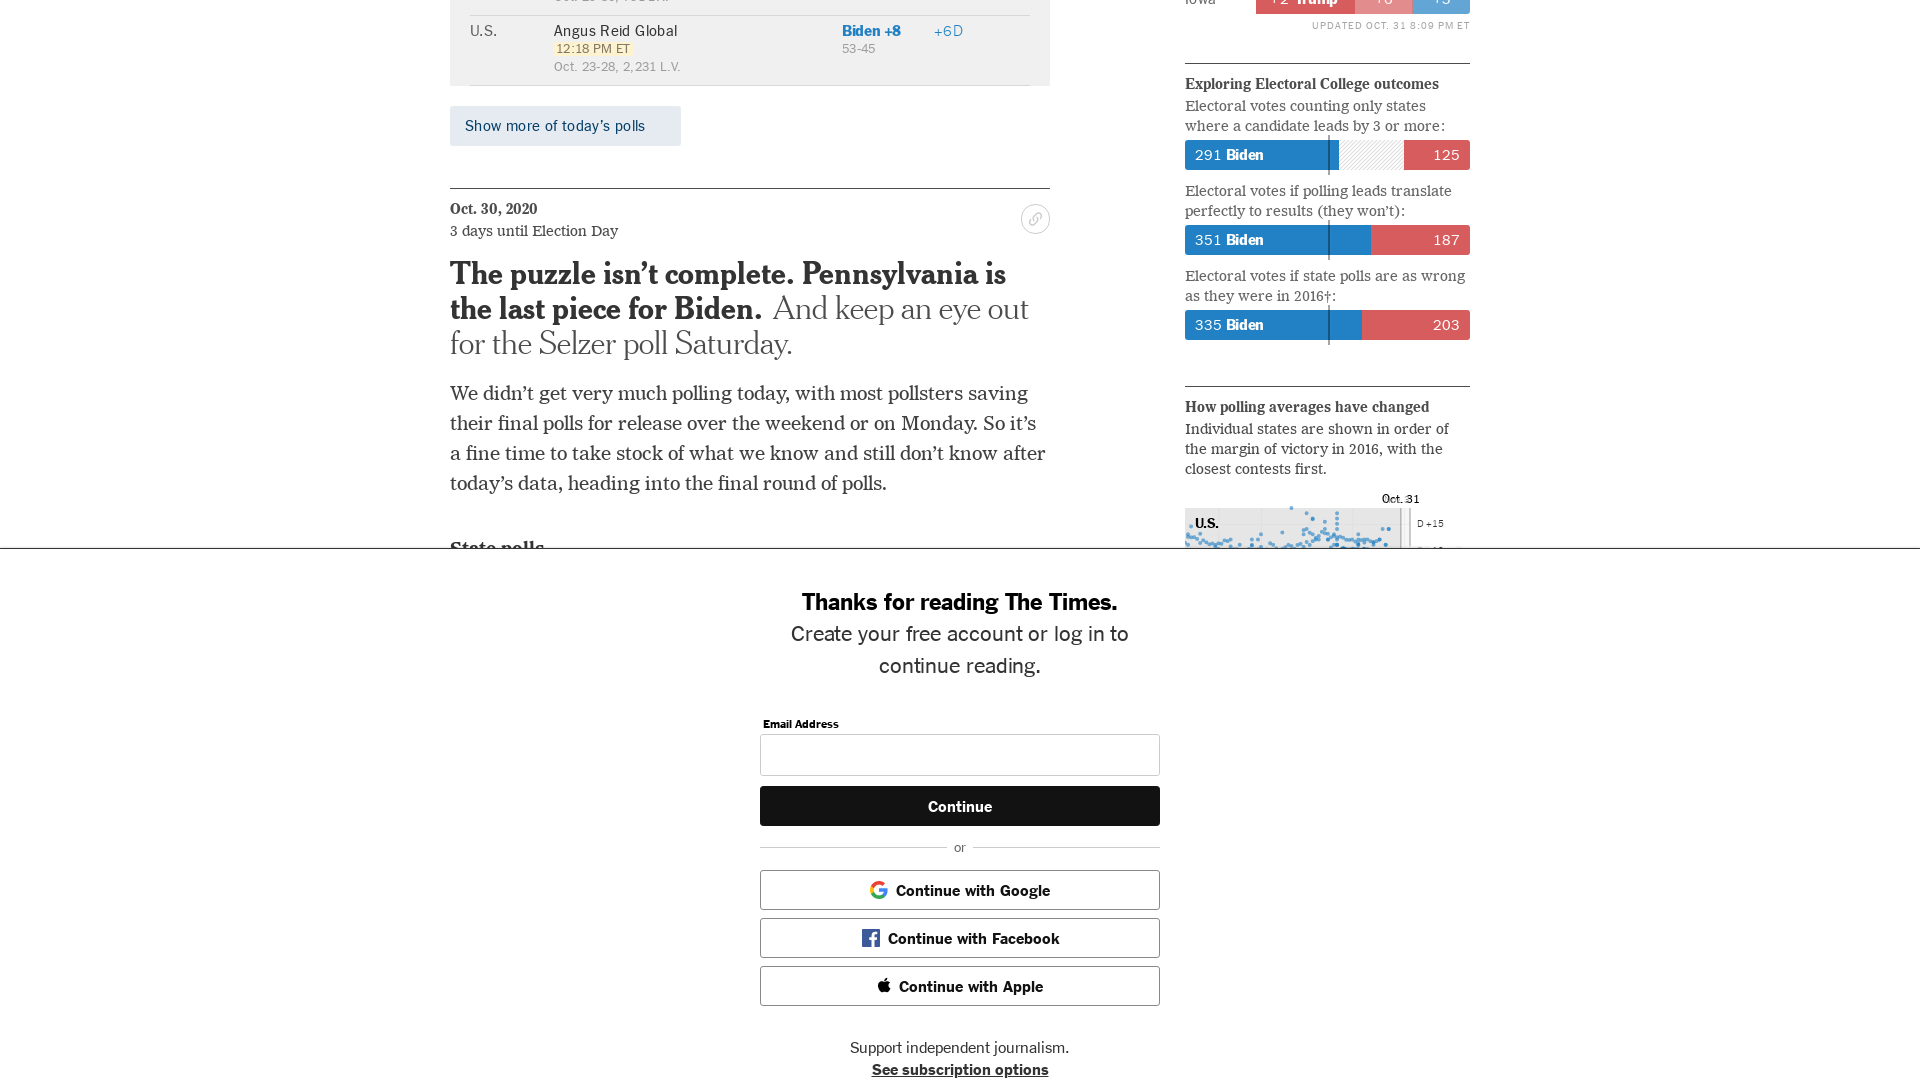 U.S.
Angus Reid Global
Biden +8
+6D
12:18 PM ET
53-45
Oct. 23-28, 2,231 L.V.
Show more of today’s polls
Oct. 30, 2020
3 days until Election Day
The puzzle isn’t complete. Pennsylvania is
the last piece for Biden. And keep an eye out
for the Selzer poll Saturday.
We didn’t get very much polling today, with most pollsters saving
their final polls for release over the weekend or on Monday. So it’s
a fine time to take stock of what we know and still don’t know after
today’s data, heading into the final round of polls.
State polls
Iowa
+2 Trump
UPDATED OCT. 31 8:09 PM ET
Exploring Electoral College outcomes
Electoral votes counting only states
where a candidate leads by 3 or more:
291 Biden
125
Electoral votes if polling leads translate
perfectly to results (they won’t):
351 Biden
187
Electoral votes if state polls are as wrong
as they were in 2016†:
335 Biden
203
How polling averages have changed
Individual states are shown in order of
the margin of victory in 2016, with the
closest contests first.
Oct. 31
U.S.
D +15
Thanks for reading The Times.
Create your free account or log in to
continue reading.
Email Address
Continue
or
Continue with Google
Continue with Facebook
Continue with Apple
Support independent journalism.
See subscription options